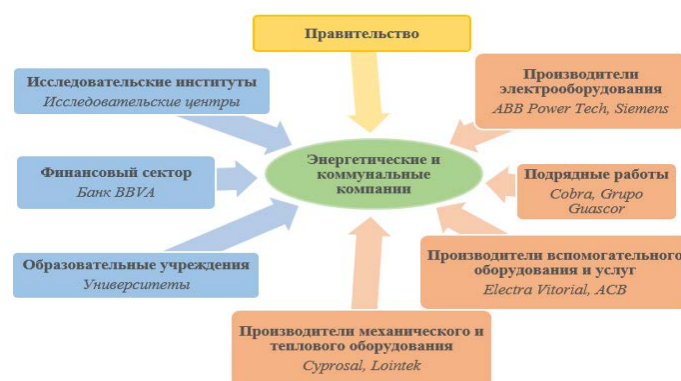 Правительство
Исследовательские институты
Исследовательские центры
Производители
электрооборудования
ABB Power Tech, Siemens
Энергетические и
коммунальные
компании
Финансовый сектор
Банк BBVA
Подрядные работы
Cobra, Grupo
Guascor
Образовательные учреждения
Университеты
Производители вспомогательного
оборудования и услуг
Electra Vitorial, ACB
Производители механического и
теплового оборудования
Cyprosal, Lointek